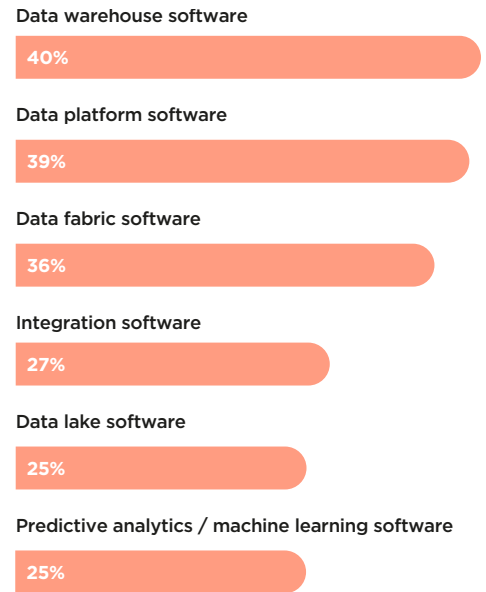 Data warehouse software
40%
Data platform software
39%
Data fabric software
36%
Integration software
27%
Data lake software
25%
Predictive analytics / machine learning software
25%